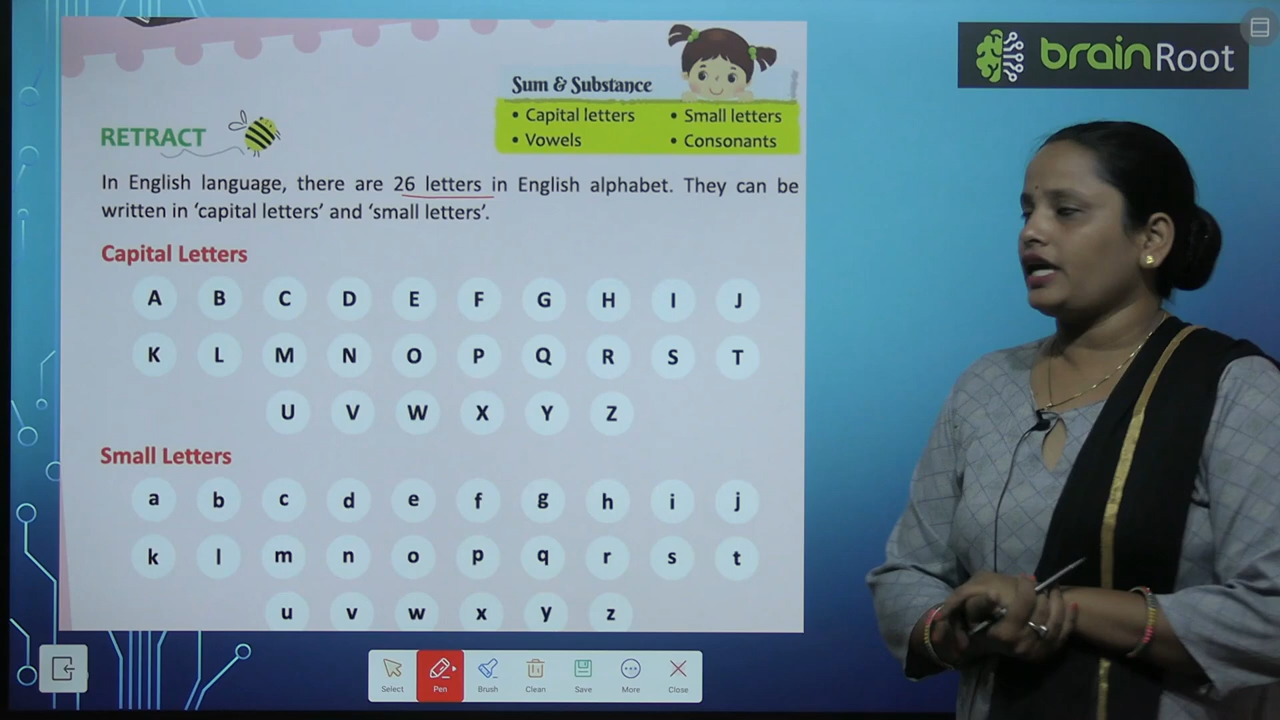 brainRoot
Sum & Substance
• Capital letters • Small letters
• Vowels • Consonants
RETRACT
In English language, there are 26 letters in English alphabet. They can be
written in ‘capital letters’ and ‘small letters’.
Capital Letters
A B C D E F G H I J
K L M N O P Q R S T
U V W X Y Z
Small Letters
a b c d e f g h i j
k l m n o p q r s t
u v w x y z
Select Pen Brush Clean Save More Close